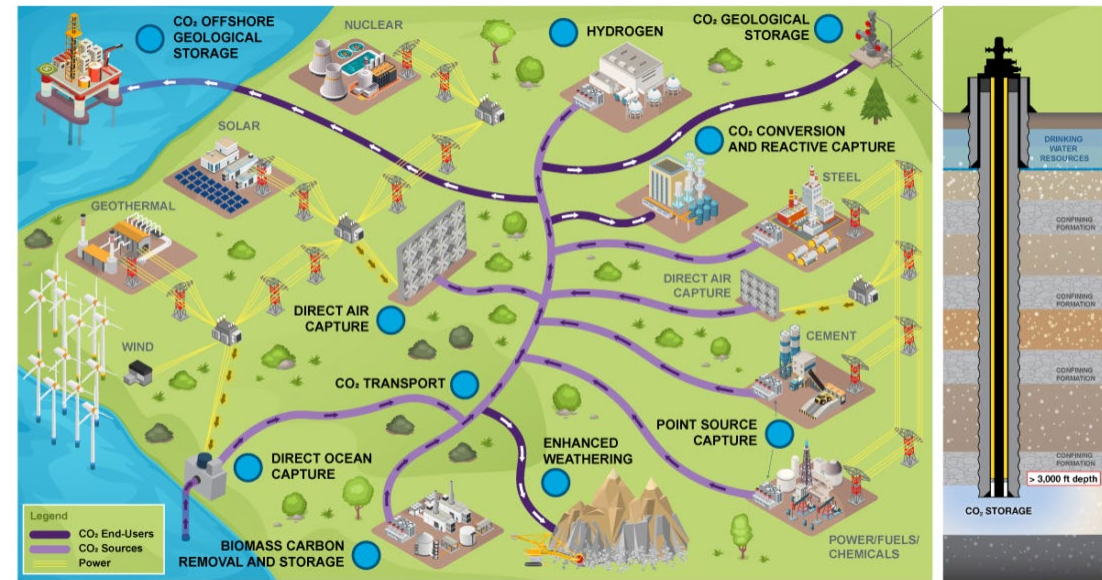 CO₂ OFFSHORE
GEOLOGICAL
STORAGE
NUCLEAR
HYDROGEN
CO₂ GEOLOGICAL
STORAGE
SOLAR
CO₂ CONVERSION
AND REACTIVE CAPTURE
STEEL
GEOTHERMAL
DIRECT AIR
CAPTURE
DIRECT AIR
CAPTURE
WIND
CEMENT
CO₂ TRANSPORT
POINT SOURCE
CAPTURE
DIRECT OCEAN
CAPTURE
ENHANCED
WEATHERING
BIOMASS CARBON
REMOVAL AND STORAGE
POWER/FUELS/
CHEMICALS
Legend
CO₂ End-Users
CO₂ Sources
Power
DRINKING
WATER
RESOURCES
CONFINING
FORMATION
CONFINING
FORMATION
CONFINING
FORMATION
CONFINING
FORMATION
> 3,000 ft depth
CO₂ STORAGE